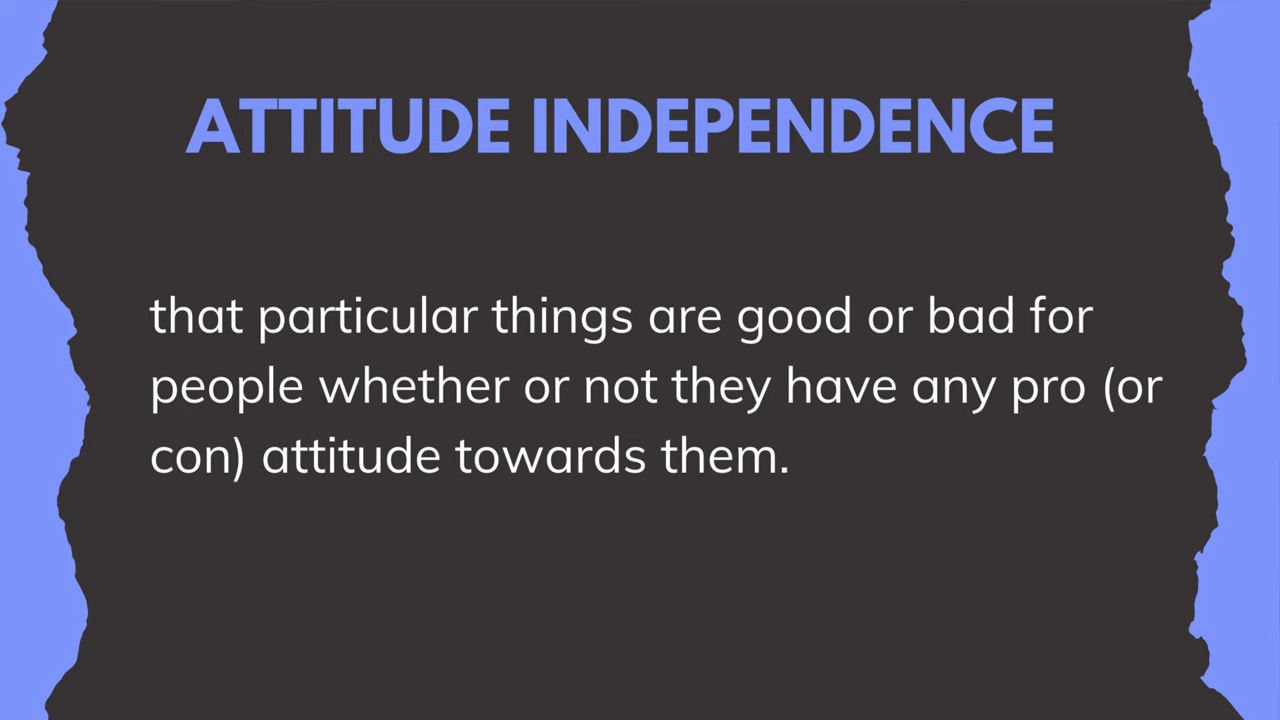 ATTITUDE INDEPENDENCE
that particular things are good or bad for
people whether or not they have any pro (or
con) attitude towards them.